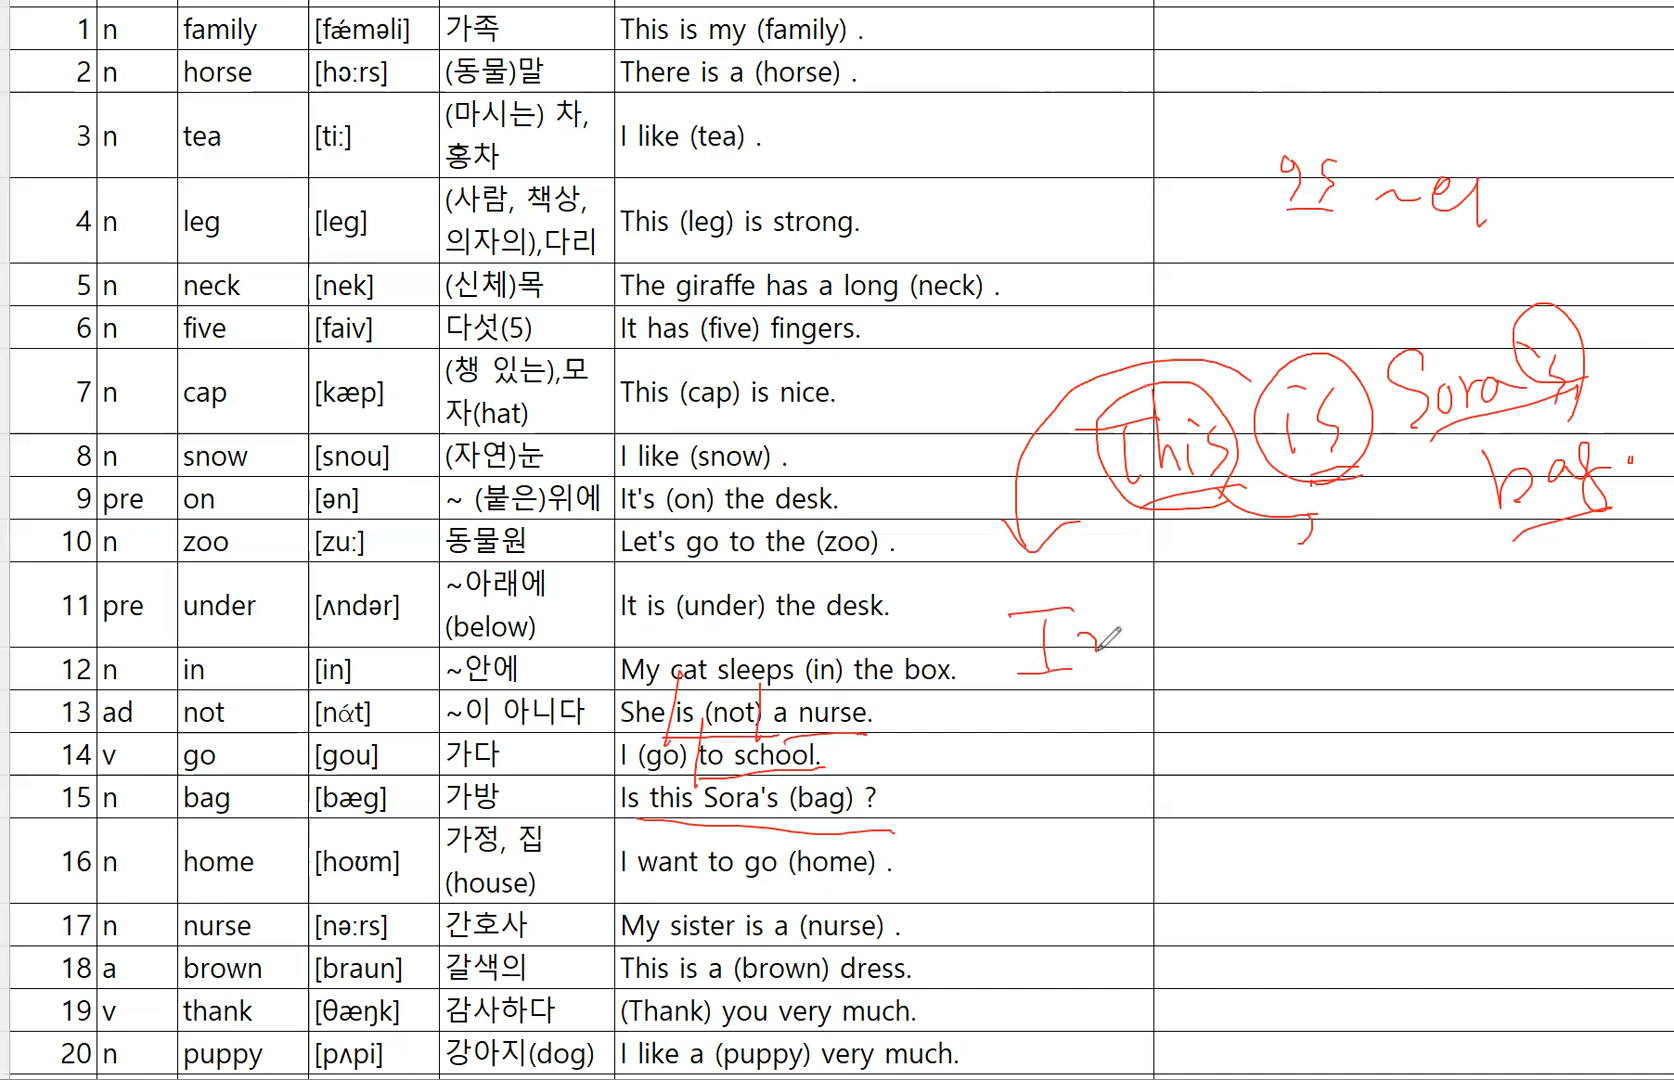 1 n family [fǽməli] 가족 This is my (family) .
2 n horse [hɔːrs] (동물)말 There is a (horse) .
3 n tea [tiː] (마시는) 차, 홍차 I like (tea) .
4 n leg [leg] (사람, 책상, 의자의),다리 This (leg) is strong.
5 n neck [nek] (신체)목 The giraffe has a long (neck) .
6 n five [faiv] 다섯(5) It has (five) fingers.
7 n cap [kæp] (챙 있는),모자(hat) This (cap) is nice.
8 n snow [snou] (자연)눈 I like (snow) .
9 pre on [ən] ~ (붙은)위에 It's (on) the desk.
10 n zoo [zuː] 동물원 Let's go to the (zoo) .
11 pre under [ʌndər] ~아래에 (below) It is (under) the desk.
12 n in [in] ~안에 My cat sleeps (in) the box.
13 ad not [nάt] ~이 아니다 She is (not) a nurse.
14 v go [gou] 가다 I (go) to school.
15 n bag [bæg] 가방 Is this Sora's (bag) ?
16 n home [hoʊm] 가정, 집 (house) I want to go (home) .
17 n nurse [nəːrs] 간호사 My sister is a (nurse) .
18 a brown [braun] 갈색의 This is a (brown) dress.
19 v thank [θæŋk] 감사하다 (Thank) you very much.
20 n puppy [pʌpi] 강아지(dog) I like a (puppy) very much.
This is Sora's
bag.
I